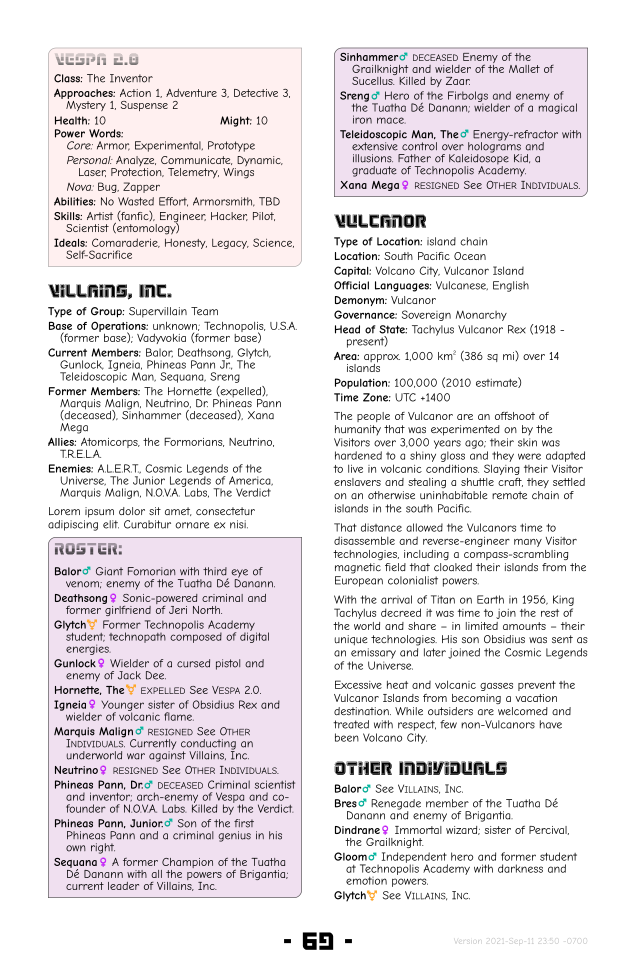 VESPA 2.0
Class: The Inventor
Approaches: Action 1, Adventure 3, Detective 3,
Mystery 1, Suspense 2
Health: 10 Might: 10
Power Words:
Core: Armor, Experimental, Prototype
Personal: Analyze, Communicate, Dynamic,
Laser, Protection, Telemetry, Wings
Nova: Bug, Zapper
Abilities: No Wasted Effort, Armorsmith, TBD
Skills: Artist (fanfic), Engineer, Hacker, Pilot,
Scientist (entomology)
Ideals: Comaraderie, Honesty, Legacy, Science,
Self-Sacrifice
VILLAINS, INC.
Type of Group: Supervillain Team
Base of Operations: unknown; Technopolis, U.S.A.
(former base); Vadyvokia (former base)
Current Members: Balor, Deathsong, Glytch,
Gunlock, Igneia, Phineas Pann Jr., The
Teleidoscopic Man, Sequana, Sreng
Former Members: The Hornette (expelled),
Marquis Malign, Neutrino, Dr. Phineas Pann
(deceased), Sinhammer (deceased), Xana
Mega
Allies: Atomicorps, the Formorians, Neutrino,
T.R.E.L.A.
Enemies: A.L.E.R.T., Cosmic Legends of the
Universe, The Junior Legends of America,
Marquis Malign, N.O.V.A. Labs, The Verdict
Lorem ipsum dolor sit amet, consectetur
adipiscing elit. Curabitur ornare ex nisi.
ROSTER:
Balor♂ Giant Fomorian with third eye of
venom; enemy of the Tuatha Dé Danann.
Deathsong♀ Sonic-powered criminal and
former girlfriend of Jeri North.
Glytch⚧ Former Technopolis Academy
student; technopath composed of digital
energies.
Gunlock♀ Wielder of a cursed pistol and
enemy of Jack Dee.
Hornette, The⚧ EXPELLED See VESPA 2.0.
Igneia♀ Younger sister of Obsidius Rex and
wielder of volcanic flame.
Marquis Malign♂ RESIGNED See OTHER
INDIVIDUALS. Currently conducting an
underworld war against Villains, Inc.
Neutrino♀ RESIGNED See OTHER INDIVIDUALS.
Phineas Pann, Dr.♂ DECEASED Criminal scientist
and inventor; arch-enemy of Vespa and co-
founder of N.O.V.A. Labs. Killed by the Verdict.
Phineas Pann, Junior.♂ Son of the first
Phineas Pann and a criminal genius in his
own right.
Sequana♀ A former Champion of the Tuatha
Dé Danann with all the powers of Brigantia;
current leader of Villains, Inc.
Sinhammer♂ DECEASED Enemy of the
Grailknight and wielder of the Mallet of
Sucellus. Killed by Zaar.
Sreng♂ Hero of the Firbolgs and enemy of
the Tuatha Dé Danann; wielder of a magical
iron mace.
Teleidoscopic Man, The♂ Energy-refractor with
extensive control over holograms and
illusions. Father of Kaleidosope Kid, a
graduate of Technopolis Academy.
Xana Mega♀ RESIGNED See OTHER INDIVIDUALS.
VULCANOR
Type of Location: island chain
Location: South Pacific Ocean
Capital: Volcano City, Vulcanor Island
Official Languages: Vulcanese, English
Demonym: Vulcanor
Governance: Sovereign Monarchy
Head of State: Tachylus Vulcanor Rex (1918 -
present)
Area: approx. 1,000 km² (386 sq mi) over 14
islands
Population: 100,000 (2010 estimate)
Time Zone: UTC +1400
The people of Vulcanor are an offshoot of
humanity that was experimented on by the
Visitors over 3,000 years ago; their skin was
hardened to a shiny gloss and they were adapted
to live in volcanic conditions. Slaying their Visitor
enslavers and stealing a shuttle craft, they settled
on an otherwise uninhabitable remote chain of
islands in the south Pacific.
That distance allowed the Vulcanors time to
disassemble and reverse-engineer many Visitor
technologies, including a compass-scrambling
magnetic field that cloaked their islands from the
European colonialist powers.
With the arrival of Titan on Earth in 1956, King
Tachylus decreed it was time to join the rest of
the world and share – in limited amounts – their
unique technologies. His son Obsidius was sent as
an emissary and later joined the Cosmic Legends
of the Universe.
Excessive heat and volcanic gasses prevent the
Vulcanor Islands from becoming a vacation
destination. While outsiders are welcomed and
treated with respect, few non-Vulcanors have
been Volcano City.
OTHER INDIVIDUALS
Balor♂ See VILLAINS, INC.
Bres♂ Renegade member of the Tuatha Dé
Danann and enemy of Brigantia.
Dindrane♀ Immortal wizard; sister of Percival,
the Grailknight.
Gloom♂ Independent hero and former student
at Technopolis Academy with darkness and
emotion powers.
Glytch⚧ See VILLAINS, INC.
- 69 -
Version 2021-Sep-11 23:50 -0700